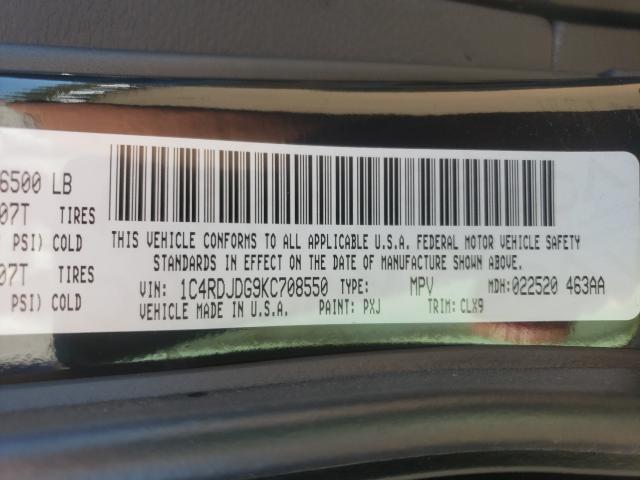 6500 LB
07T TIRES
PSI) COLD
07T TIRES
PSI) COLD
THIS VEHICLE CONFORMS TO ALL APPLICABLE U.S.A. FEDERAL MOTOR VEHICLE SAFETY
STANDARDS IN EFFECT ON THE DATE OF MANUFACTURE SHOWN ABOVE.
VIN: 1C4RDJDG9KC708550 TYPE: MPV MDH: 022520 463AA
VEHICLE MADE IN U.S.A. PAINT: PXJ TRIM: CLX9